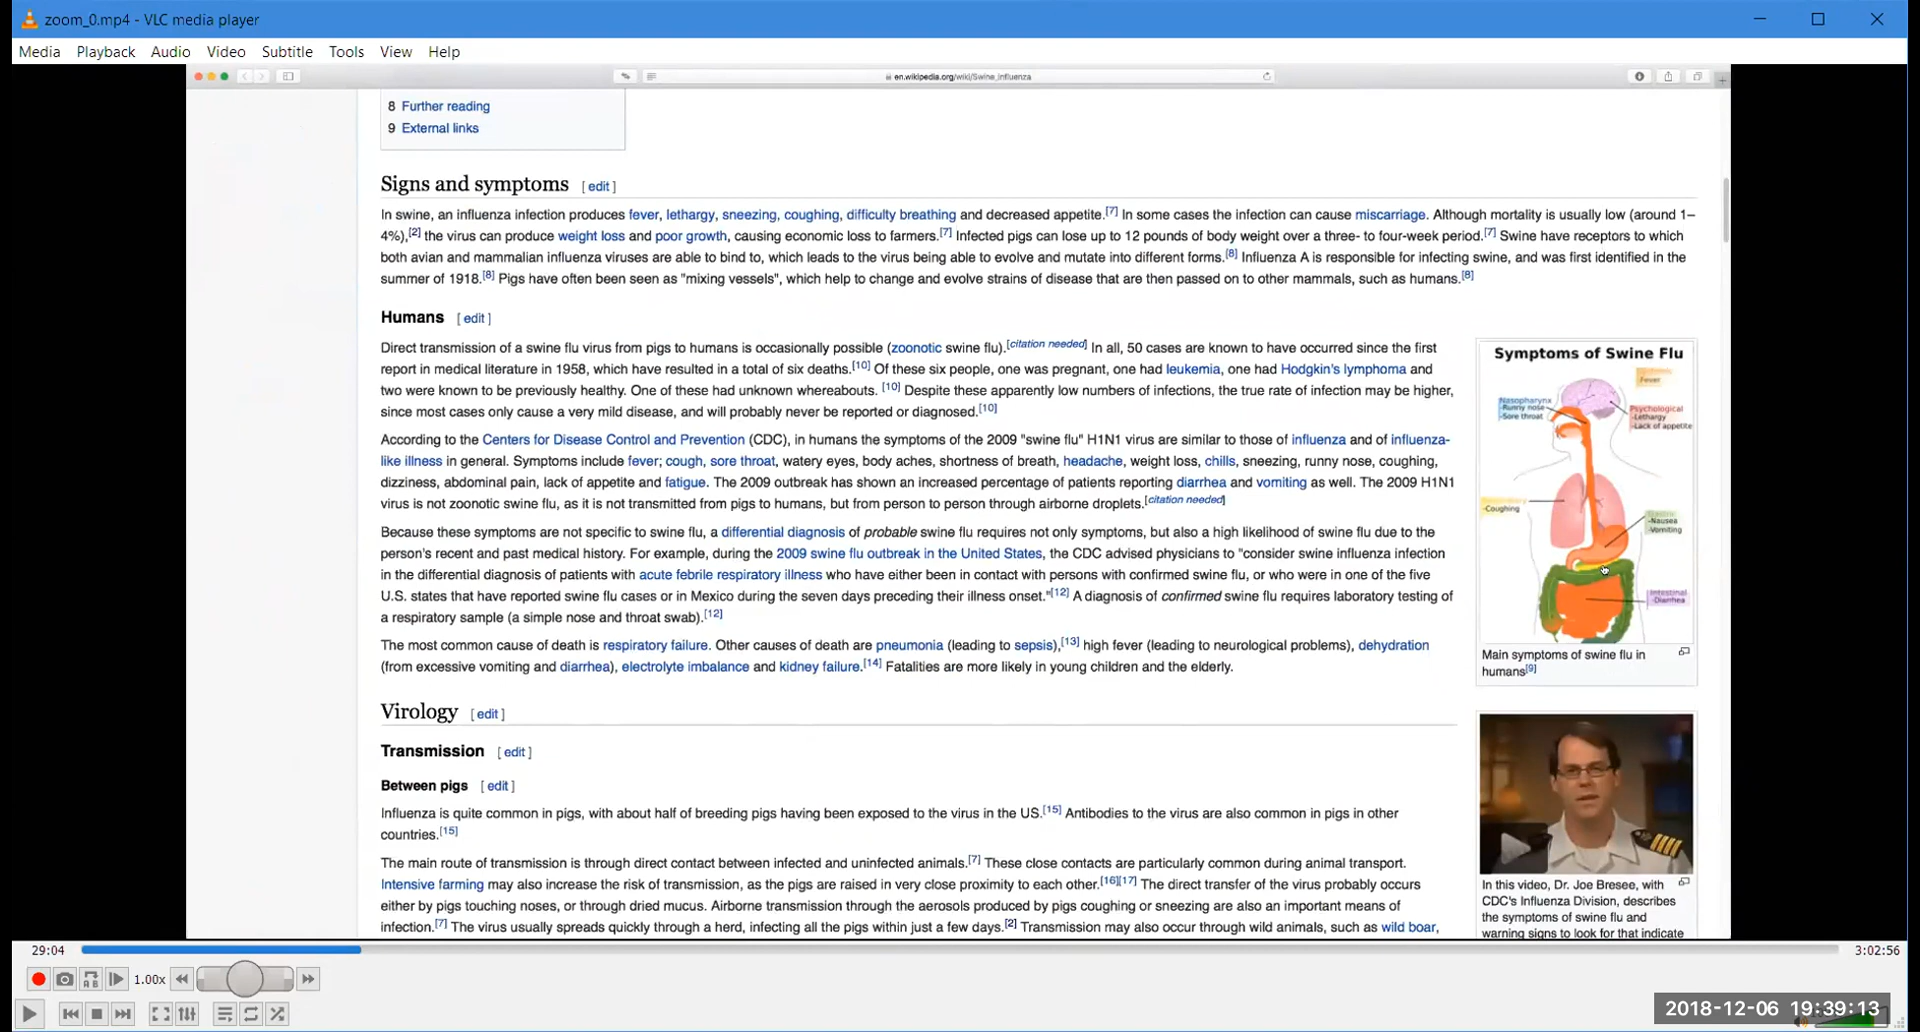 zoom_0.mp4 - VLC media player
Media Playback Audio Video Subtitle Tools View Help
en.wikipedia.org/wiki/Swine_influenza
8 Further reading
9 External links
Signs and symptoms [ edit ]
In swine, an influenza infection produces fever, lethargy, sneezing, coughing, difficulty breathing and decreased appetite.[7] In some cases the infection can cause miscarriage. Although mortality is usually low (around 1–
4%),[2] the virus can produce weight loss and poor growth, causing economic loss to farmers.[7] Infected pigs can lose up to 12 pounds of body weight over a three- to four-week period.[7] Swine have receptors to which
both avian and mammalian influenza viruses are able to bind to, which leads to the virus being able to evolve and mutate into different forms.[8] Influenza A is responsible for infecting swine, and was first identified in the
summer of 1918.[8] Pigs have often been seen as "mixing vessels", which help to change and evolve strains of disease that are then passed on to other mammals, such as humans.[8]
Humans [ edit ]
Direct transmission of a swine flu virus from pigs to humans is occasionally possible (zoonotic swine flu).[citation needed] In all, 50 cases are known to have occurred since the first
report in medical literature in 1958, which have resulted in a total of six deaths.[10] Of these six people, one was pregnant, one had leukemia, one had Hodgkin's lymphoma and
two were known to be previously healthy. One of these had unknown whereabouts. [10] Despite these apparently low numbers of infections, the true rate of infection may be higher,
since most cases only cause a very mild disease, and will probably never be reported or diagnosed.[10]
According to the Centers for Disease Control and Prevention (CDC), in humans the symptoms of the 2009 "swine flu" H1N1 virus are similar to those of influenza and of influenza-
like illness in general. Symptoms include fever; cough, sore throat, watery eyes, body aches, shortness of breath, headache, weight loss, chills, sneezing, runny nose, coughing,
dizziness, abdominal pain, lack of appetite and fatigue. The 2009 outbreak has shown an increased percentage of patients reporting diarrhea and vomiting as well. The 2009 H1N1
virus is not zoonotic swine flu, as it is not transmitted from pigs to humans, but from person to person through airborne droplets.[citation needed]
Because these symptoms are not specific to swine flu, a differential diagnosis of probable swine flu requires not only symptoms, but also a high likelihood of swine flu due to the
person's recent and past medical history. For example, during the 2009 swine flu outbreak in the United States, the CDC advised physicians to "consider swine influenza infection
in the differential diagnosis of patients with acute febrile respiratory illness who have either been in contact with persons with confirmed swine flu, or who were in one of the five
U.S. states that have reported swine flu cases or in Mexico during the seven days preceding their illness onset."[12] A diagnosis of confirmed swine flu requires laboratory testing of
a respiratory sample (a simple nose and throat swab).[12]
The most common cause of death is respiratory failure. Other causes of death are pneumonia (leading to sepsis),[13] high fever (leading to neurological problems), dehydration
(from excessive vomiting and diarrhea), electrolyte imbalance and kidney failure.[14] Fatalities are more likely in young children and the elderly.
Symptoms of Swine Flu
Fever
Nasopharynx
-Runny nose
-Sore throat
Psychological
-Lethargy
-Lack of appetite
-Coughing
-Nausea
-Vomiting
Intestinal
-Diarrhea
Main symptoms of swine flu in
humans[9]
Virology [ edit ]
Transmission [ edit ]
Between pigs [ edit ]
Influenza is quite common in pigs, with about half of breeding pigs having been exposed to the virus in the US.[15] Antibodies to the virus are also common in pigs in other
countries.[15]
The main route of transmission is through direct contact between infected and uninfected animals.[7] These close contacts are particularly common during animal transport.
Intensive farming may also increase the risk of transmission, as the pigs are raised in very close proximity to each other.[16][17] The direct transfer of the virus probably occurs
either by pigs touching noses, or through dried mucus. Airborne transmission through the aerosols produced by pigs coughing or sneezing are also an important means of
infection.[7] The virus usually spreads quickly through a herd, infecting all the pigs within just a few days.[2] Transmission may also occur through wild animals, such as wild boar,
In this video, Dr. Joe Bresee, with
CDC's Influenza Division, describes
the symptoms of swine flu and
warning signs to look for that indicate
29:04
3:02:56
1.00x
2018-12-06 19:39:13